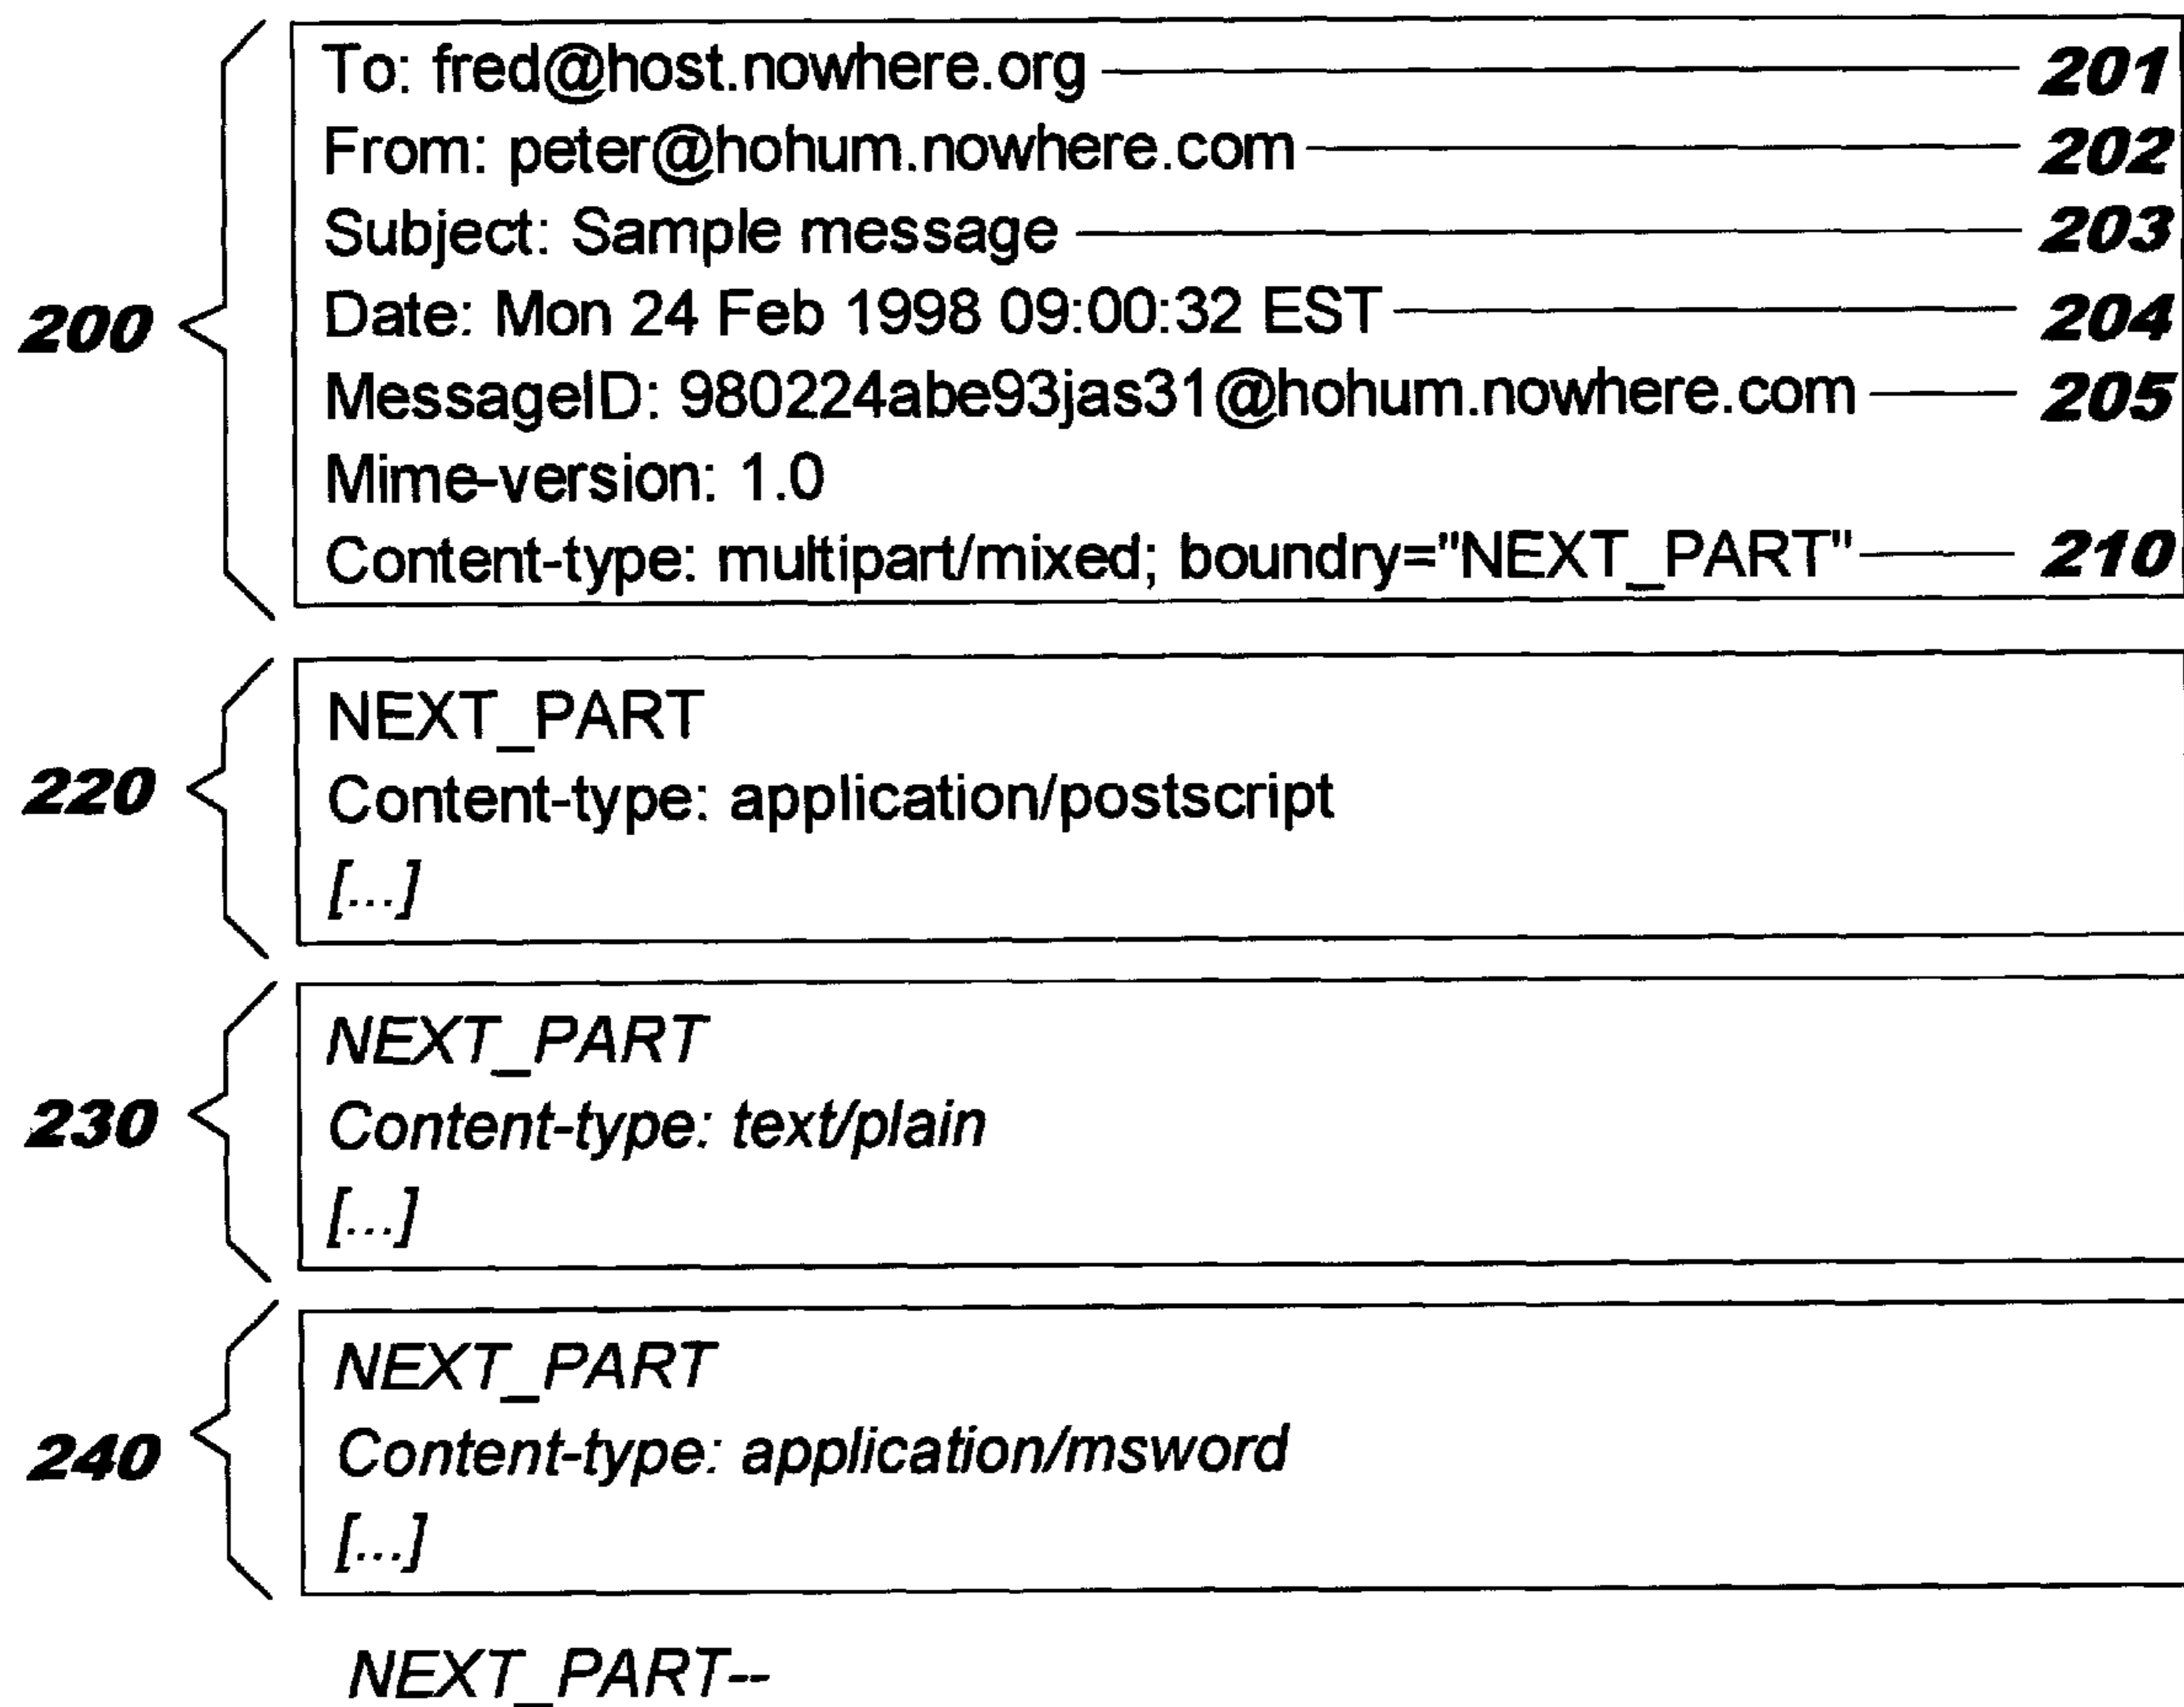 To: fred@host.nowhere.org 201
From: peter@hohum.nowhere.com 202
Subject: Sample message 203
200 Date: Mon 24 Feb 1998 09:00:32 EST 204
MessageID: 980224abe93jas31@hohum.nowhere.com 205
Mime-version: 1.0
Content-type: multipart/mixed; boundry="NEXT_PART" 210
NEXT_PART
220 Content-type: application/postscript
[...]
NEXT_PART
230 Content-type: text/plain
[...]
NEXT_PART
240 Content-type: application/msword
[...]
NEXT_PART--